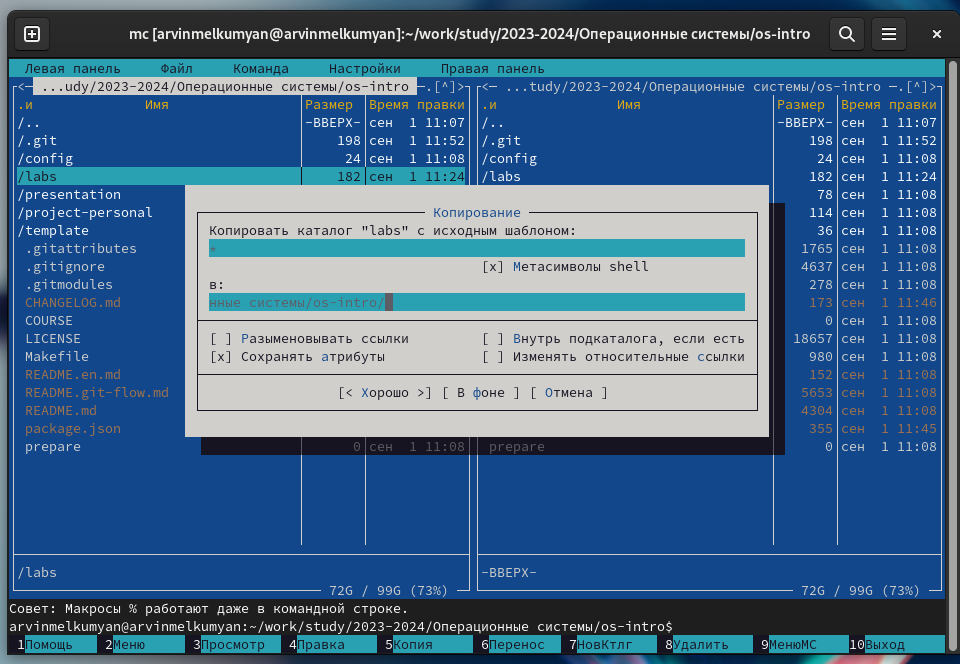 mc [arvinmelkumyan@arvinmelkumyan]:~/work/study/2023-2024/Операционные системы/os-intro
Левая панель Файл Команда Настройки Правая панель
<─ ...udy/2023-2024/Операционные системы/os-intro ─.[^]> <─ ...tudy/2023-2024/Операционные системы/os-intro ─.[^]>
.и Имя Размер Время правки .и Имя Размер Время правки
/.. -ВВЕРХ- сен 1 11:07 /.. -ВВЕРХ- сен 1 11:07
/.git 198 сен 1 11:52 /.git 198 сен 1 11:52
/config 24 сен 1 11:08 /config 24 сен 1 11:08
/labs 182 сен 1 11:24 /labs 182 сен 1 11:24
/presentation 78 сен 1 11:08
/project-personal Копирование 114 сен 1 11:08
/template Копировать каталог "labs" с исходным шаблоном: 36 сен 1 11:08
.gitattributes * 1765 сен 1 11:08
.gitignore [x] Метасимволы shell 4637 сен 1 11:08
.gitmodules в: 278 сен 1 11:08
CHANGELOG.md нные системы/os-intro/ 173 сен 1 11:46
COURSE 0 сен 1 11:08
LICENSE [ ] Разыменовывать ссылки [ ] Внутрь подкаталога, если есть 18657 сен 1 11:08
Makefile [x] Сохранять атрибуты [ ] Изменять относительные ссылки 980 сен 1 11:08
README.en.md 152 сен 1 11:08
README.git-flow.md [< Хорошо >] [ В фоне ] [ Отмена ] 5653 сен 1 11:08
README.md 4304 сен 1 11:08
package.json 355 сен 1 11:45
prepare 0 сен 1 11:08 prepare 0 сен 1 11:08
/labs -ВВЕРХ-
72G / 99G (73%) 72G / 99G (73%)
Совет: Макросы % работают даже в командной строке.
arvinmelkumyan@arvinmelkumyan:~/work/study/2023-2024/Операционные системы/os-intro$
1Помощь 2Меню 3Просмотр 4Правка 5Копия 6Перенос 7НовКтлг 8Удалить 9МенюМС 10Выход